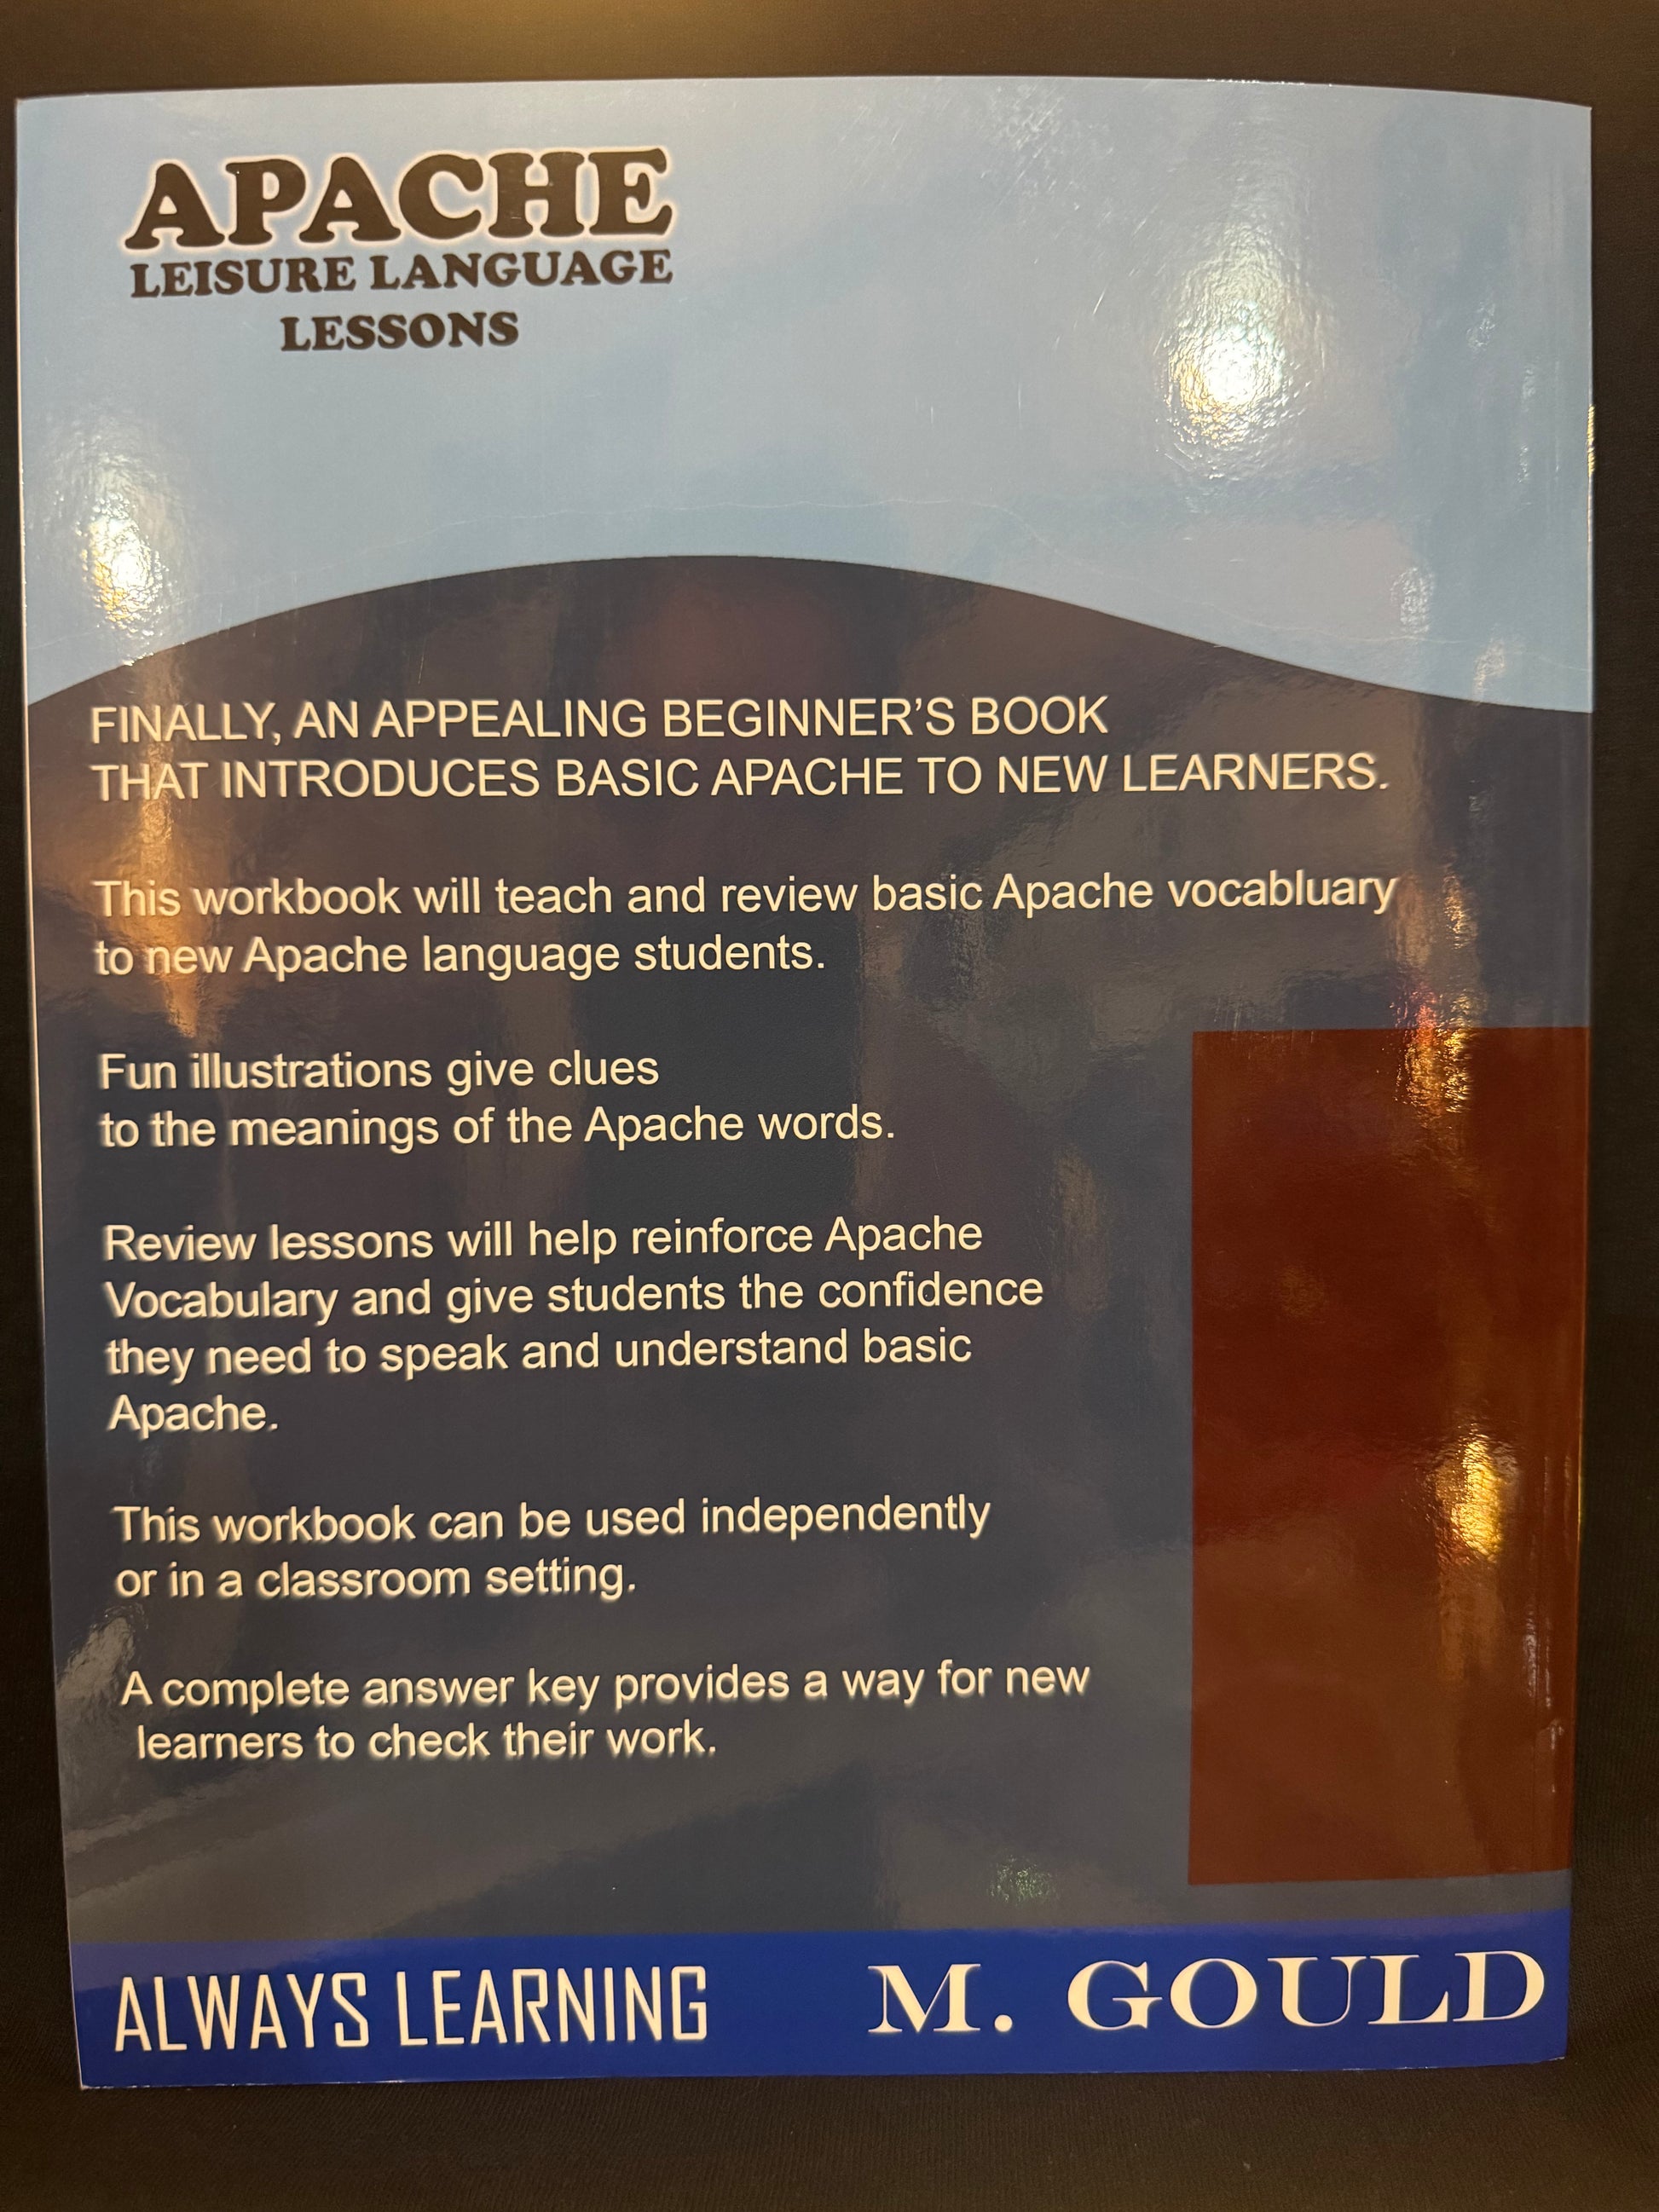 APACHE
LEISURE LANGUAGE
LESSONS
FINALLY, AN APPEALING BEGINNER'S BOOK
THAT INTRODUCES BASIC APACHE TO NEW LEARNERS.
This workbook will teach and review basic Apache vocabluary
to new Apache language students.
Fun illustrations give clues
to the meanings of the Apache words.
Review lessons will help reinforce Apache
Vocabulary and give students the confidence
they need to speak and understand basic
Apache.
This workbook can be used independently
or in a classroom setting.
A complete answer key provides a way for new
learners to check their work.
ALWAYS LEARNING
M. GOULD